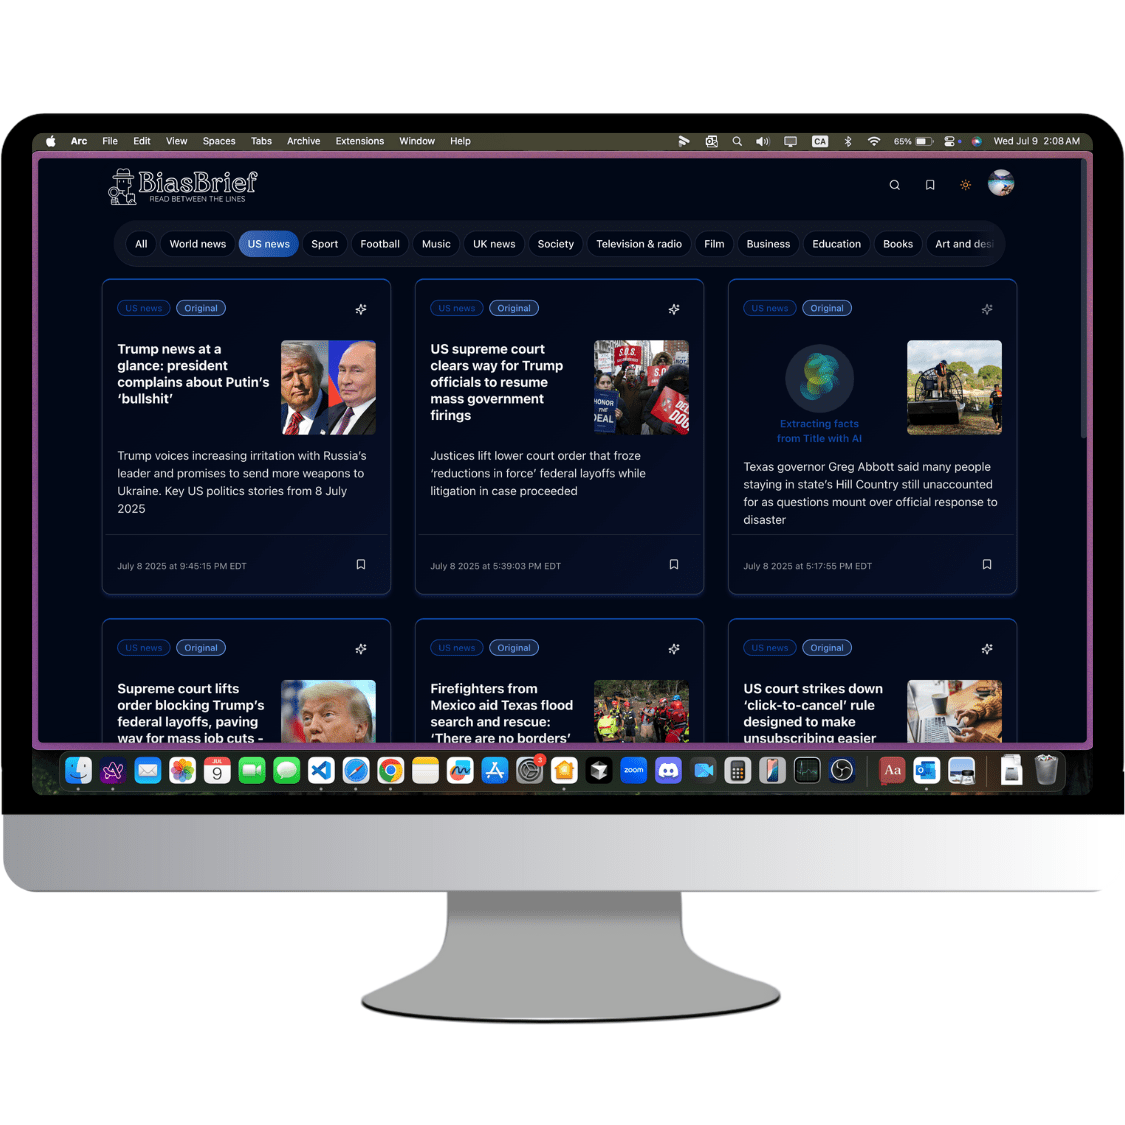 Arc File Edit View Spaces Tabs Archive Extensions Window Help CA 65% Wed Jul 9 2:08 AM
BiasBrief
READ BETWEEN THE LINES
All World news US news Sport Football Music UK news Society Television & radio Film Business Education Books Art and desi
US news Original
Trump news at a
glance: president
complains about Putin’s
‘bullshit’
Trump voices increasing irritation with Russia’s
leader and promises to send more weapons to
Ukraine. Key US politics stories from 8 July
2025
July 8 2025 at 9:45:15 PM EDT
US news Original
US supreme court
clears way for Trump
officials to resume
mass government
firings
S.O.S.
HONOR
THE
DEAL
Justices lift lower court order that froze
‘reductions in force’ federal layoffs while
litigation in case proceeded
July 8 2025 at 5:39:03 PM EDT
US news Original
Extracting facts
from Title with AI
Texas governor Greg Abbott said many people
staying in state’s Hill Country still unaccounted
for as questions mount over official response to
disaster
July 8 2025 at 5:17:55 PM EDT
US news Original
Supreme court lifts
order blocking Trump’s
federal layoffs, paving
way for mass job cuts -
US news Original
Firefighters from
Mexico aid Texas flood
search and rescue:
‘There are no borders’
US news Original
US court strikes down
‘click-to-cancel’ rule
designed to make
unsubscribing easier
JUL
9
3
zoom
Aa